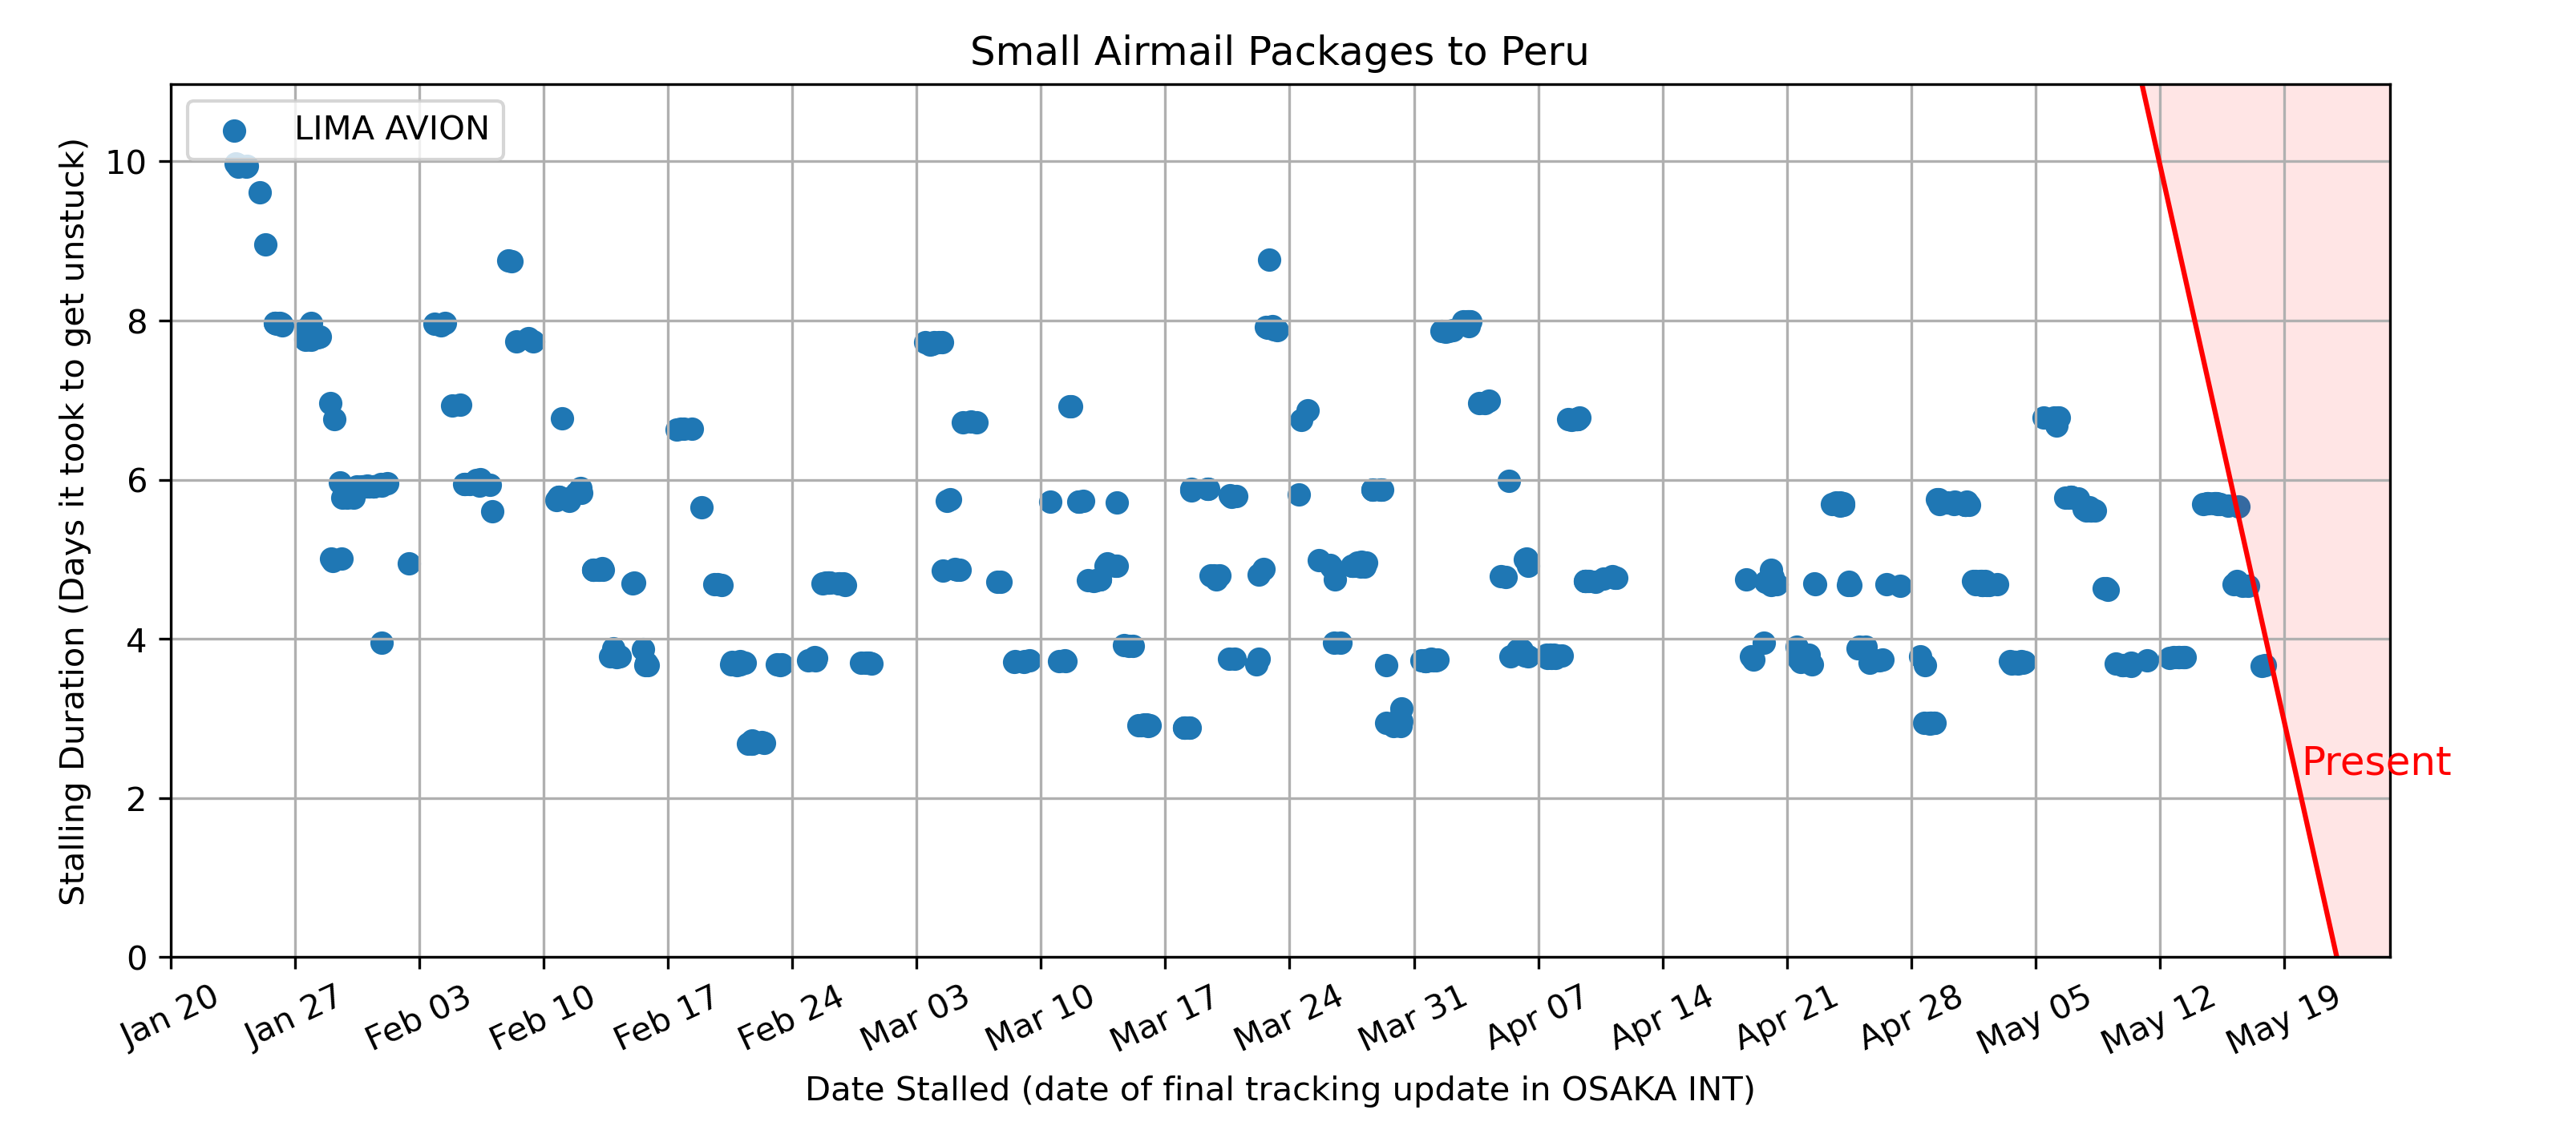 Small Airmail Packages to Peru
LIMA AVION
Stalling Duration (Days it took to get unstuck)
10
8
6
4
2
0
Present
Jan 20
Jan 27
Feb 03
Feb 10
Feb 17
Feb 24
Mar 03
Mar 10
Mar 17
Mar 24
Mar 31
Apr 07
Apr 14
Apr 21
Apr 28
May 05
May 12
May 19
Date Stalled (date of final tracking update in OSAKA INT)